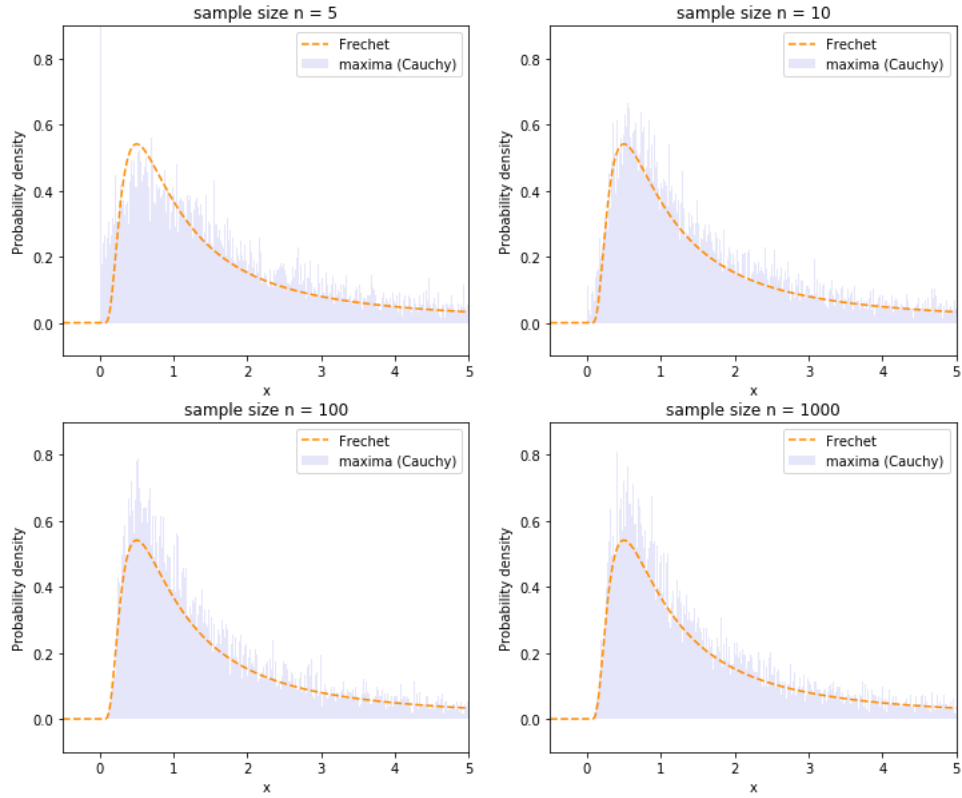 sample size n = 5
Frechet
maxima (Cauchy)
Probability density
0.8
0.6
0.4
0.2
0.0
0 1 2 3 4 5
x
sample size n = 10
Frechet
maxima (Cauchy)
Probability density
0.8
0.6
0.4
0.2
0.0
0 1 2 3 4 5
x
sample size n = 100
Frechet
maxima (Cauchy)
Probability density
0.8
0.6
0.4
0.2
0.0
0 1 2 3 4 5
x
sample size n = 1000
Frechet
maxima (Cauchy)
Probability density
0.8
0.6
0.4
0.2
0.0
0 1 2 3 4 5
x